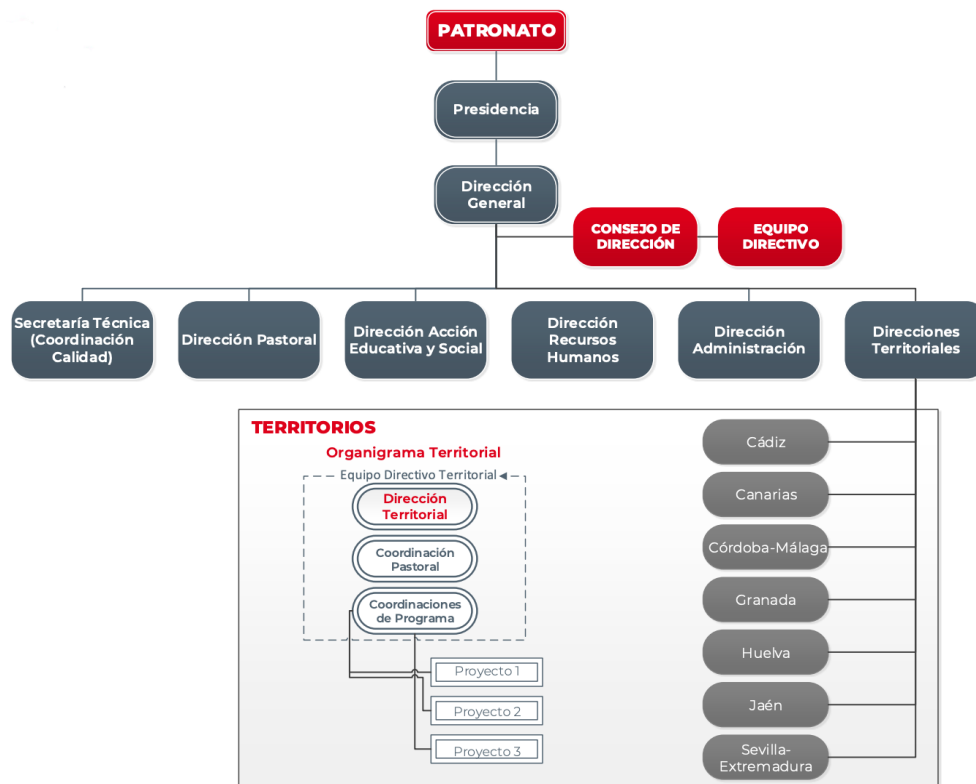 PATRONATO
Presidencia
Dirección
General
CONSEJO DE
DIRECCIÓN
EQUIPO
DIRECTIVO
Secretaría Técnica
(Coordinación
Calidad)
Dirección Pastoral
Dirección Acción
Educativa y Social
Dirección
Recursos
Humanos
Dirección
Administración
Direcciones
Territoriales
TERRITORIOS
Organigrama Territorial
Equipo Directivo Territorial
Dirección
Territorial
Coordinación
Pastoral
Coordinaciones
de Programa
Proyecto 1
Proyecto 2
Proyecto 3
Cádiz
Canarias
Córdoba-Málaga
Granada
Huelva
Jaén
Sevilla-
Extremadura